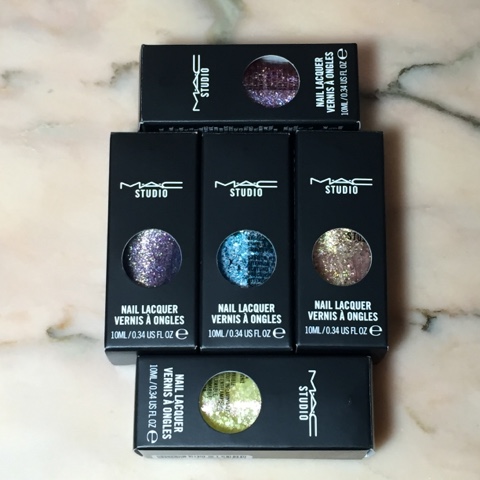 MAC
STUDIO
NAIL LACQUER
VERNIS À ONGLES
10ML / 0.34 US FL OZ ℮
MAC
STUDIO
NAIL LACQUER
VERNIS À ONGLES
10ML / 0.34 US FL OZ ℮
MAC
STUDIO
NAIL LACQUER
VERNIS À ONGLES
10ML / 0.34 US FL OZ ℮
MAC
STUDIO
NAIL LACQUER
VERNIS À ONGLES
10ML / 0.34 US FL OZ ℮
MAC
STUDIO
NAIL LACQUER
VERNIS À ONGLES
10ML / 0.34 US FL OZ ℮